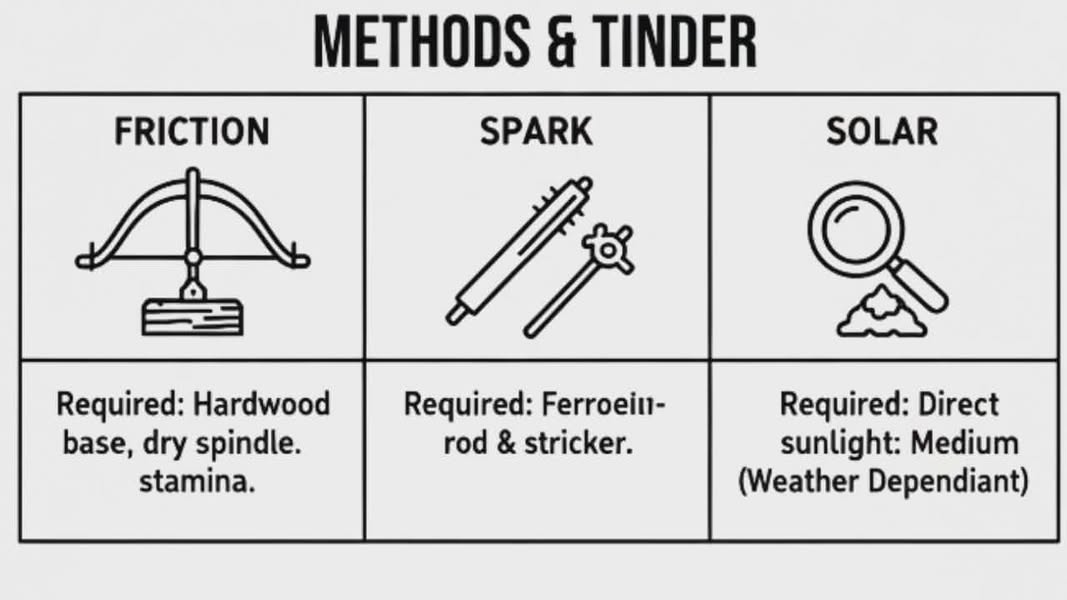 METHODS & TINDER
FRICTION
SPARK
SOLAR
Required: Hardwood
base, dry spindle.
stamina.
Required:
rod & stricker.
Required: Direct
sunlight: Medium
(Weather Dependiant)